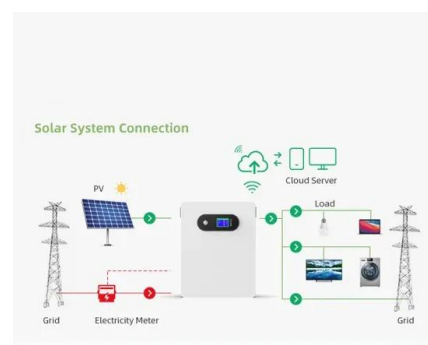 Solar System Connection
Cloud Server
PV
Load
Grid
Electricity Meter
Grid